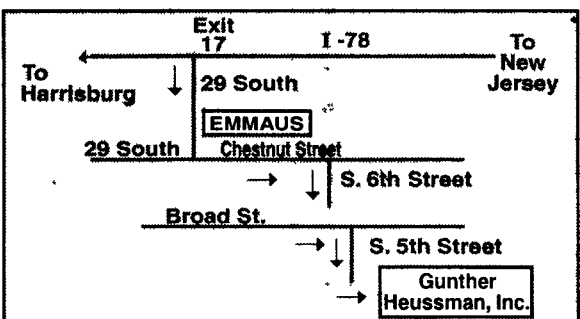 Exit
17
I-78
To
New
Jersey
To
Harrisburg
29 South
EMMAUS
29 South
Chestnut Street
S. 6th Street
Broad St.
S. 5th Street
Gunther
Heussman, Inc.